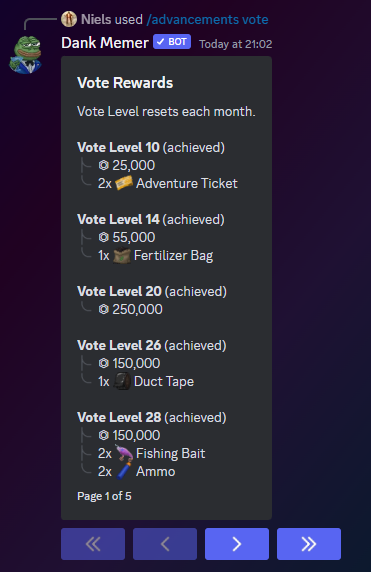 Niels used /advancements vote
Dank Memer ✓ BOT Today at 21:02
Vote Rewards
Vote Level resets each month.
Vote Level 10 (achieved)
25,000
2x Adventure Ticket
Vote Level 14 (achieved)
55,000
1x Fertilizer Bag
Vote Level 20 (achieved)
250,000
Vote Level 26 (achieved)
150,000
1x Duct Tape
Vote Level 28 (achieved)
150,000
2x Fishing Bait
2x Ammo
Page 1 of 5